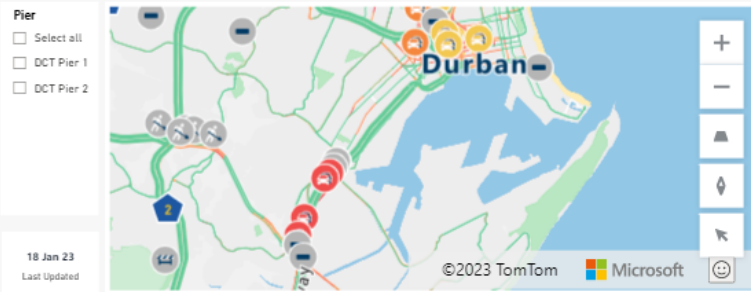 Pier
Select all
DCT Pier 1
DCT Pier 2
Durban
2
18 Jan 23
Last Updated
way
©2023 TomTom
Microsoft